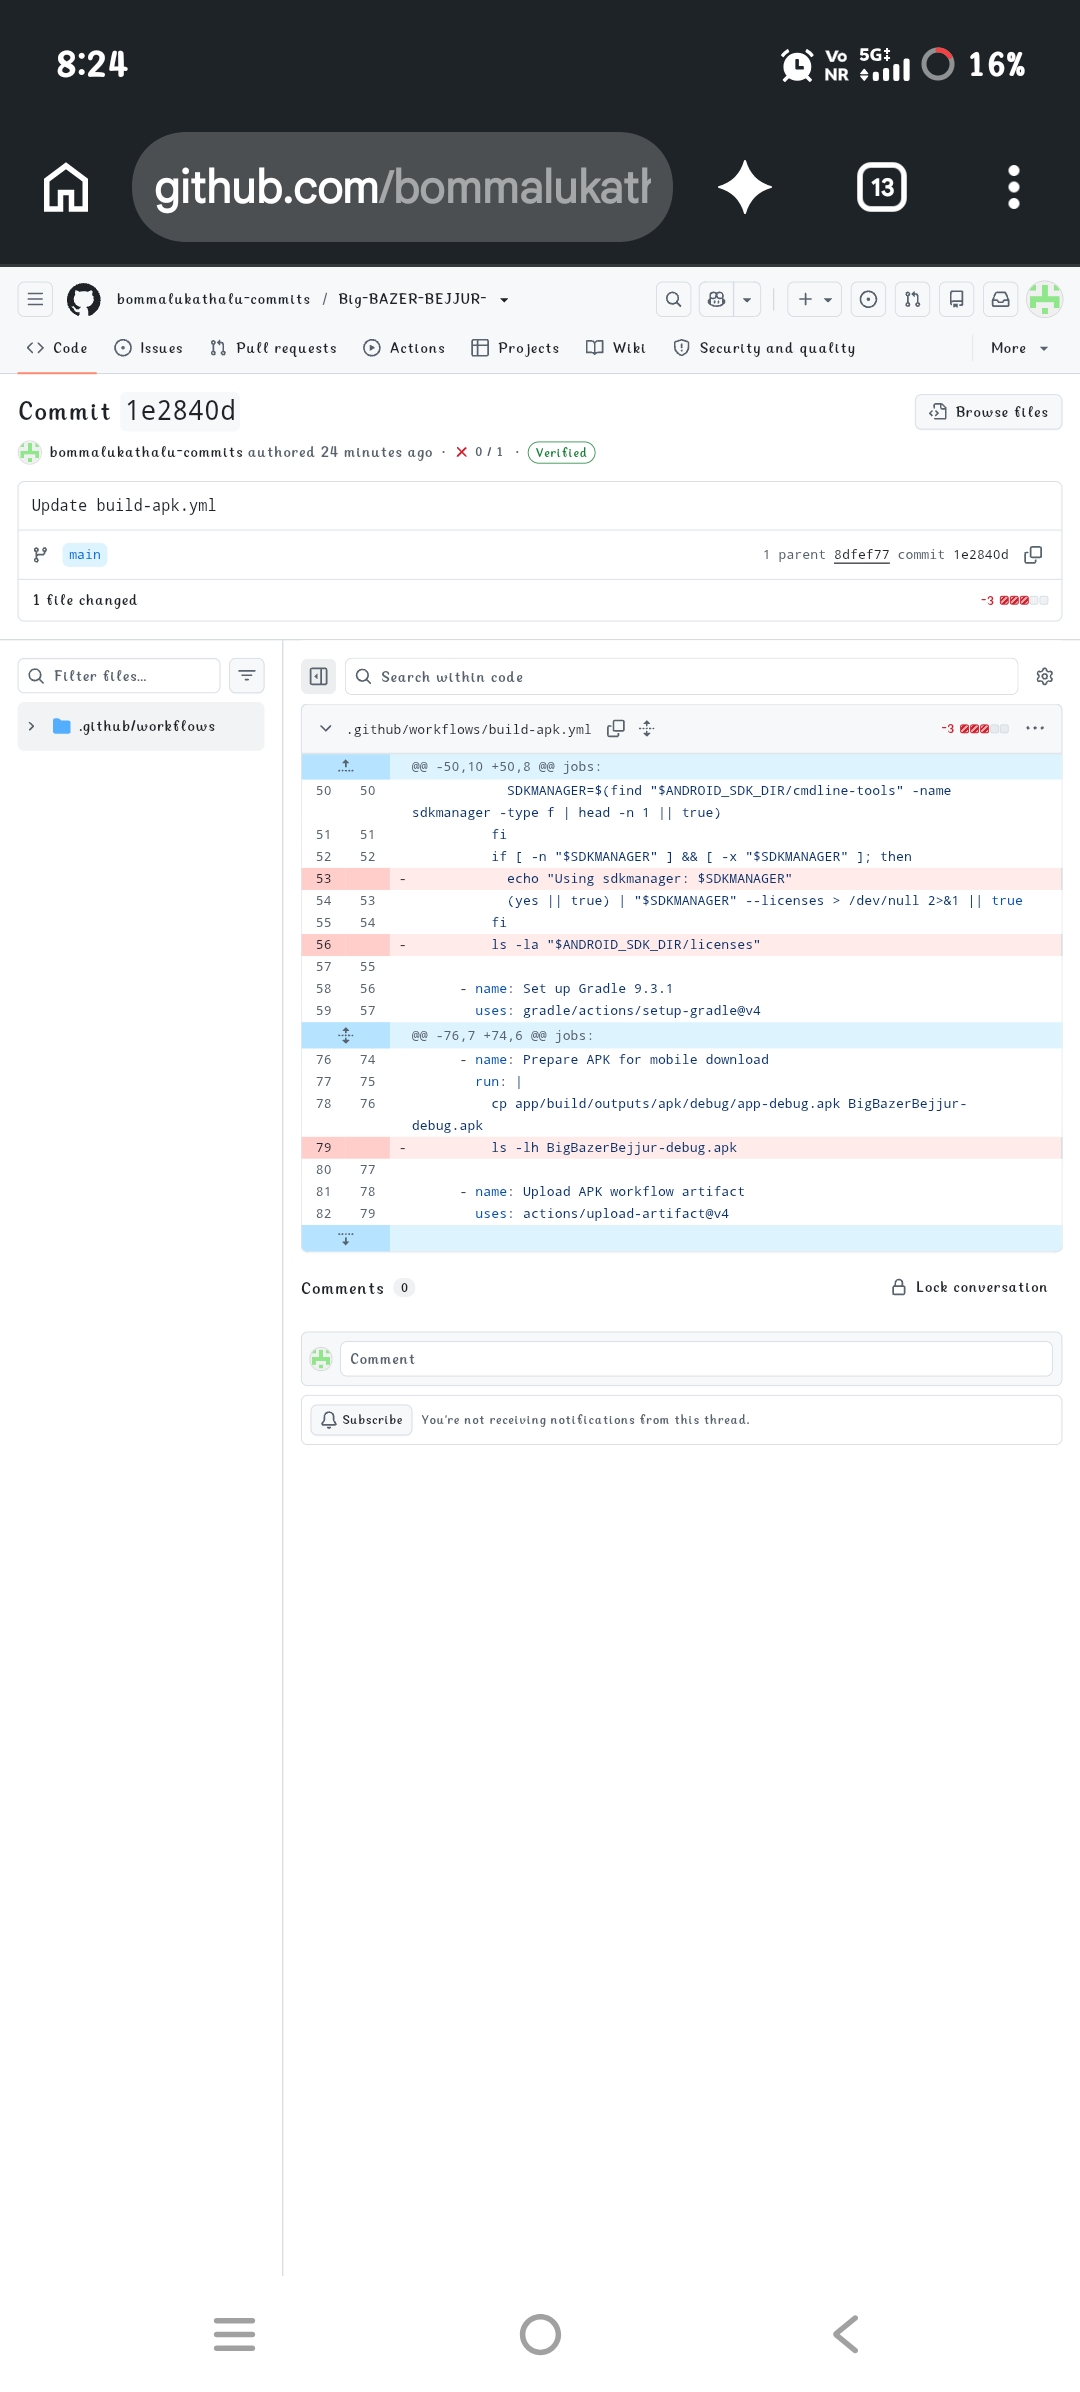 8:24
Vo NR 5G 16%
github.com/bommalukath
13
bommalukathalu-commits / Big-BAZER-BEJJUR-
Code Issues Pull requests Actions Projects Wiki Security and quality More
Commit 1e2840d
Browse files
bommalukathalu-commits authored 24 minutes ago · 0 / 1 · Verified
Update build-apk.yml
main 1 parent 8dfef77 commit 1e2840d
1 file changed -3
Filter files...
Search within code
.github/workflows
.github/workflows/build-apk.yml -3
@@ -50,10 +50,8 @@ jobs:
50 50 SDKMANAGER=$(find "$ANDROID_SDK_DIR/cmdline-tools" -name
sdkmanager -type f | head -n 1 || true)
51 51 fi
52 52 if [ -n "$SDKMANAGER" ] && [ -x "$SDKMANAGER" ]; then
53 - echo "Using sdkmanager: $SDKMANAGER"
54 53 (yes || true) | "$SDKMANAGER" --licenses > /dev/null 2>&1 || true
55 54 fi
56 - ls -la "$ANDROID_SDK_DIR/licenses"
57 55
58 56 - name: Set up Gradle 9.3.1
59 57 uses: gradle/actions/setup-gradle@v4
@@ -76,7 +74,6 @@ jobs:
76 74 - name: Prepare APK for mobile download
77 75 run: |
78 76 cp app/build/outputs/apk/debug/app-debug.apk BigBazerBejjur-
debug.apk
79 - ls -lh BigBazerBejjur-debug.apk
80 77
81 78 - name: Upload APK workflow artifact
82 79 uses: actions/upload-artifact@v4
Comments 0
Lock conversation
Comment
Subscribe You're not receiving notifications from this thread.